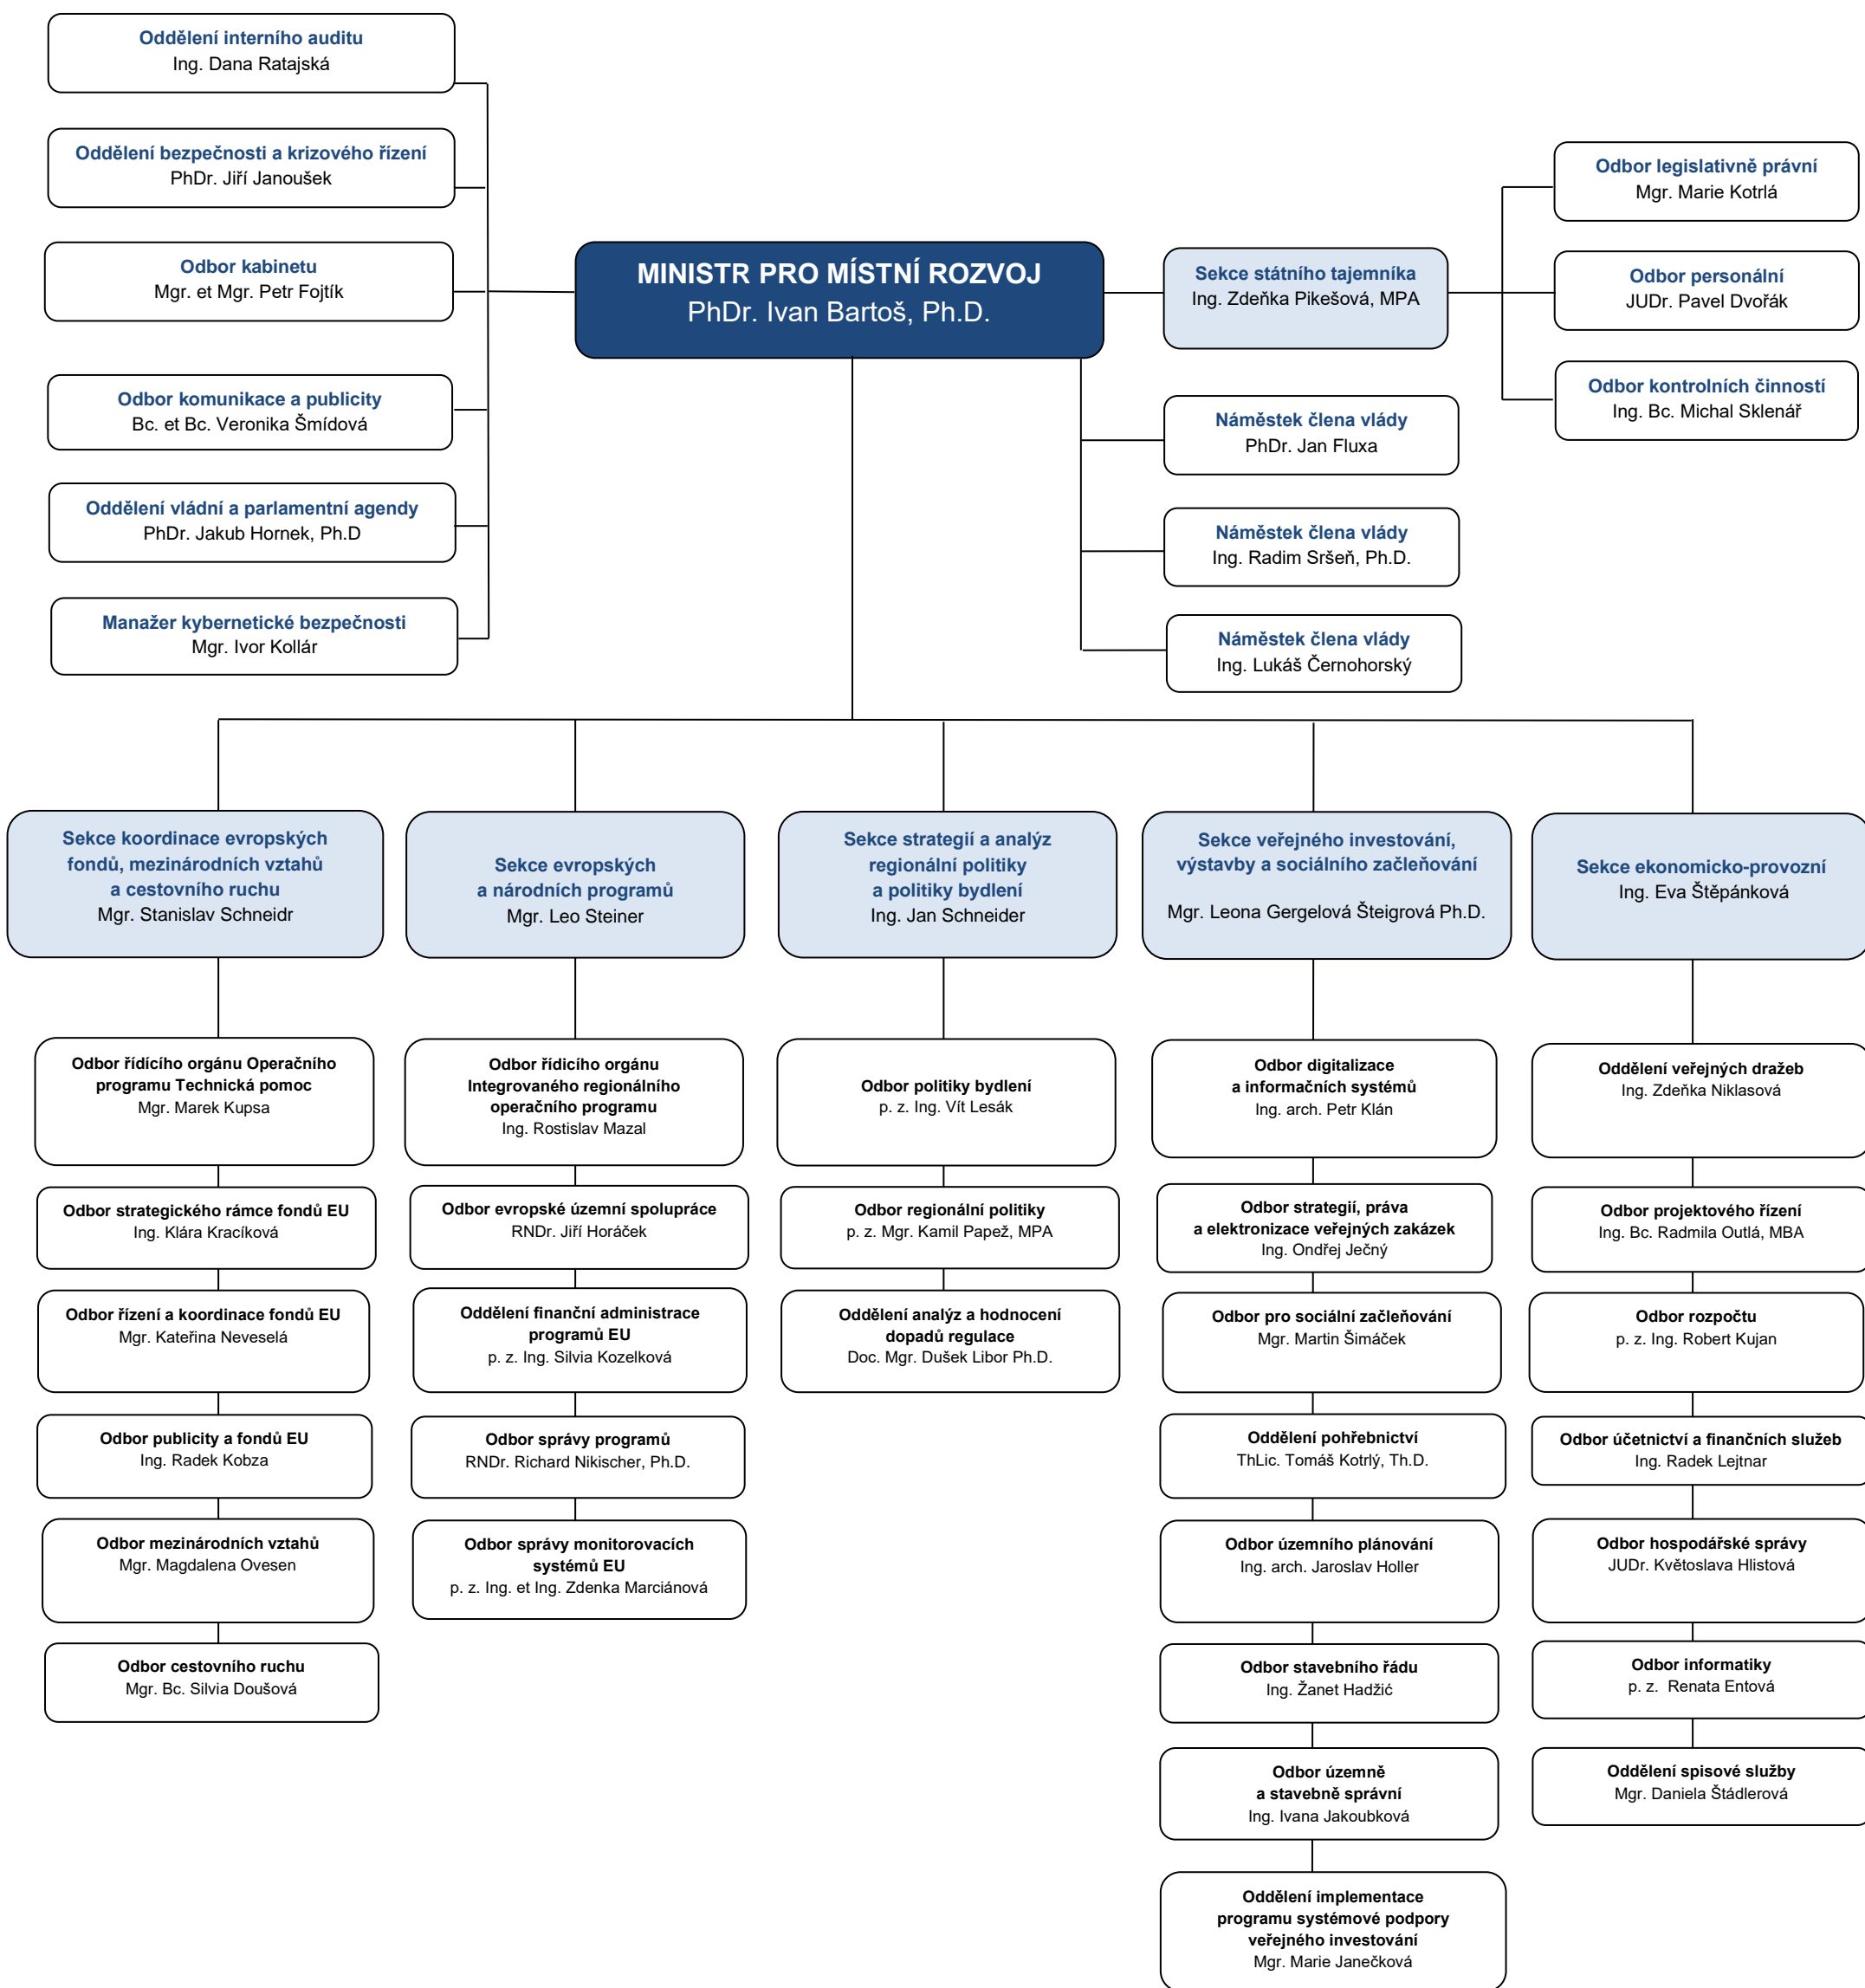 Oddělení interního auditu
Ing. Dana Ratajská
Oddělení bezpečnosti a krizového řízení
PhDr. Jiří Janoušek
Odbor kabinetu
Mgr. et Mgr. Petr Fojtík
Odbor komunikace a publicity
Bc. et Bc. Veronika Šmídová
Oddělení vládní a parlamentní agendy
PhDr. Jakub Hornek, Ph.D
Manažer kybernetické bezpečnosti
Mgr. Ivor Kollár
MINISTR PRO MÍSTNÍ ROZVOJ
PhDr. Ivan Bartoš, Ph.D.
Sekce státního tajemníka
Ing. Zdeňka Pikešová, MPA
Odbor legislativně právní
Mgr. Marie Kotrlá
Odbor personální
JUDr. Pavel Dvořák
Odbor kontrolních činností
Ing. Bc. Michal Sklenář
Náměstek člena vlády
PhDr. Jan Fluxa
Náměstek člena vlády
Ing. Radim Sršeň, Ph.D.
Náměstek člena vlády
Ing. Lukáš Černohorský
Sekce koordinace evropských
fondů, mezinárodních vztahů
a cestovního ruchu
Mgr. Stanislav Schneidr
Odbor řídícího orgánu Operačního
programu Technická pomoc
Mgr. Marek Kupsa
Odbor strategického rámce fondů EU
Ing. Klára Kracíková
Odbor řízení a koordinace fondů EU
Mgr. Kateřina Neveselá
Odbor publicity a fondů EU
Ing. Radek Kobza
Odbor mezinárodních vztahů
Mgr. Magdalena Ovesen
Odbor cestovního ruchu
Mgr. Bc. Silvia Doušová
Sekce evropských
a národních programů
Mgr. Leo Steiner
Odbor řídicího orgánu
Integrovaného regionálního
operačního programu
Ing. Rostislav Mazal
Odbor evropské územní spolupráce
RNDr. Jiří Horáček
Oddělení finanční administrace
programů EU
p. z. Ing. Silvia Kozelková
Odbor správy programů
RNDr. Richard Nikischer, Ph.D.
Odbor správy monitorovacích
systémů EU
p. z. Ing. et Ing. Zdenka Marciánová
Sekce strategií a analýz
regionální politiky
a politiky bydlení
Ing. Jan Schneider
Odbor politiky bydlení
p. z. Ing. Vít Lesák
Odbor regionální politiky
p. z. Mgr. Kamil Papež, MPA
Oddělení analýz a hodnocení
dopadů regulace
Doc. Mgr. Dušek Libor Ph.D.
Sekce veřejného investování,
výstavby a sociálního začleňování
Mgr. Leona Gergelová Šteigrová Ph.D.
Odbor digitalizace
a informačních systémů
Ing. arch. Petr Klán
Odbor strategií, práva
a elektronizace veřejných zakázek
Ing. Ondřej Ječný
Odbor pro sociální začleňování
Mgr. Martin Šimáček
Oddělení pohřebnictví
ThLic. Tomáš Kotrlý, Th.D.
Odbor územního plánování
Ing. arch. Jaroslav Holler
Odbor stavebního řádu
Ing. Žanet Hadžić
Odbor územně
a stavebně správní
Ing. Ivana Jakoubková
Oddělení implementace
programu systémové podpory
veřejného investování
Mgr. Marie Janečková
Sekce ekonomicko-provozní
Ing. Eva Štěpánková
Oddělení veřejných dražeb
Ing. Zdeňka Niklasová
Odbor projektového řízení
Ing. Bc. Radmila Outlá, MBA
Odbor rozpočtu
p. z. Ing. Robert Kujan
Odbor účetnictví a finančních služeb
Ing. Radek Lejtnar
Odbor hospodářské správy
JUDr. Květoslava Hlistová
Odbor informatiky
p. z. Renata Entová
Oddělení spisové služby
Mgr. Daniela Štádlerová